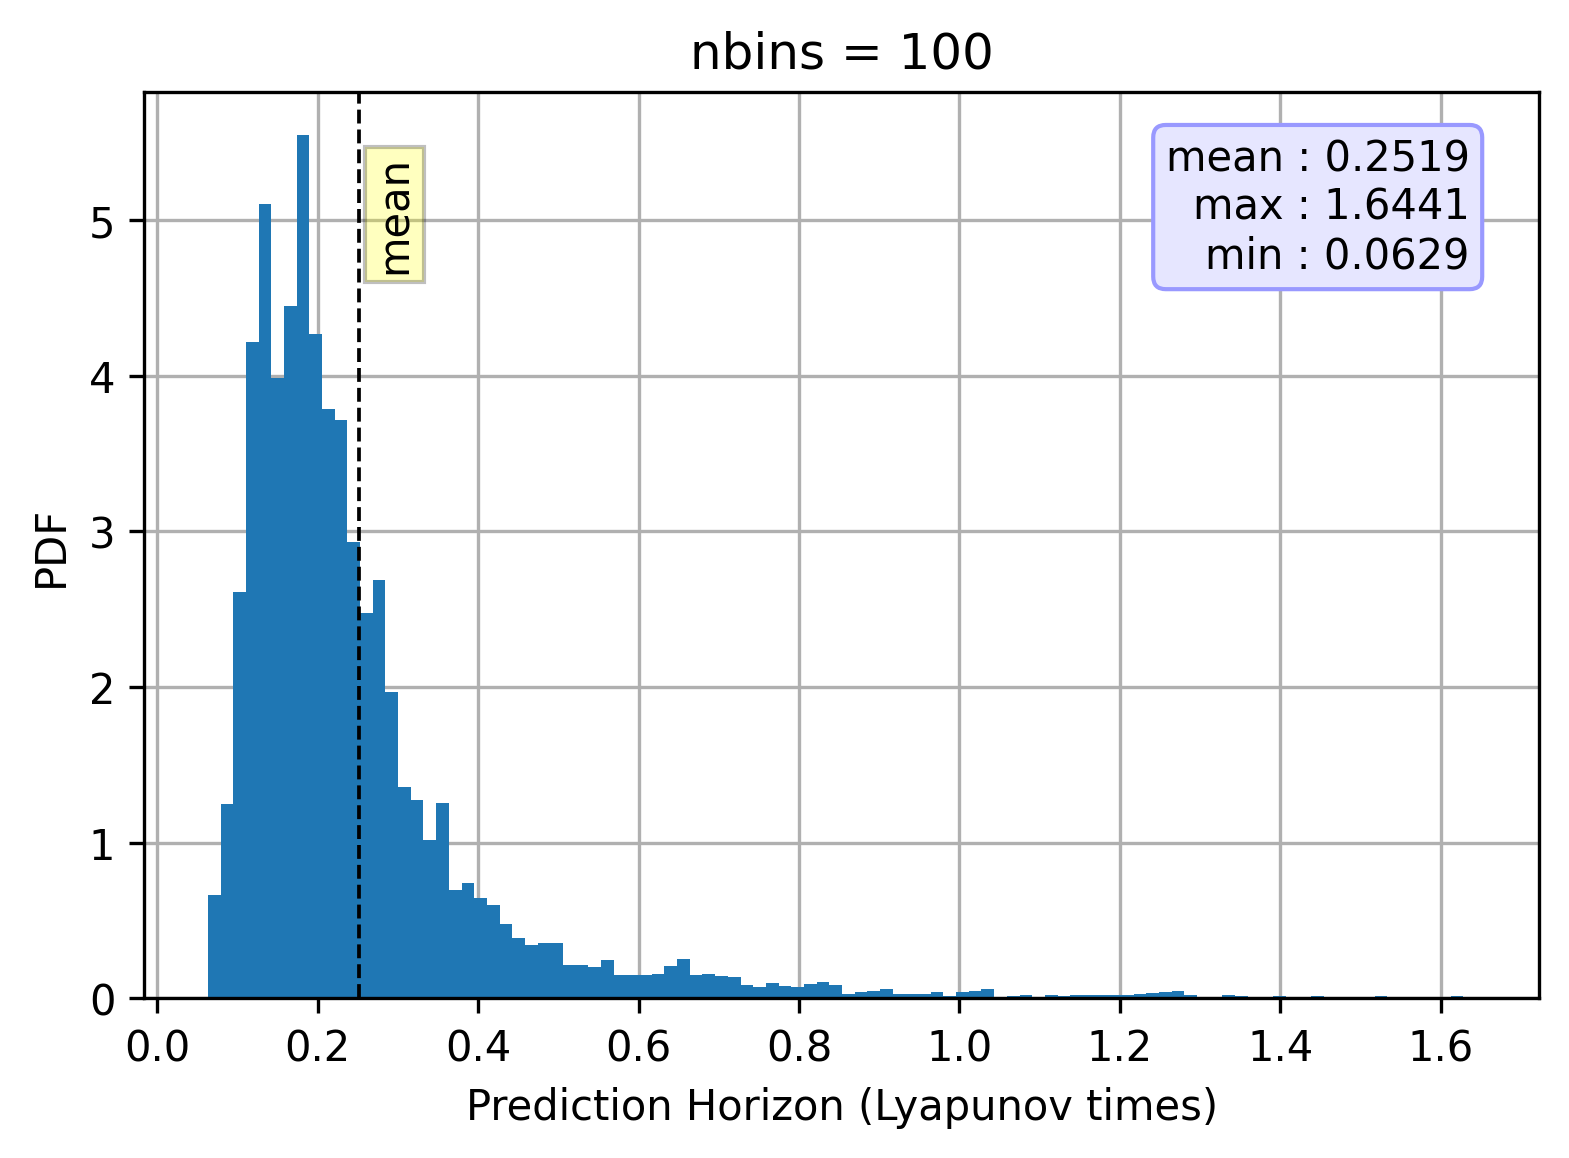 nbins = 100
mean : 0.2519
max : 1.6441
min : 0.0629
mean
PDF
5
4
3
2
1
0
0.0 0.2 0.4 0.6 0.8 1.0 1.2 1.4 1.6
Prediction Horizon (Lyapunov times)